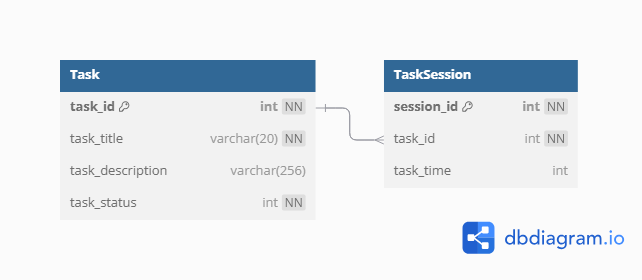 Task
task_id int NN
task_title varchar(20) NN
task_description varchar(256)
task_status int NN
TaskSession
session_id int NN
task_id int NN
task_time int
dbdiagram.io